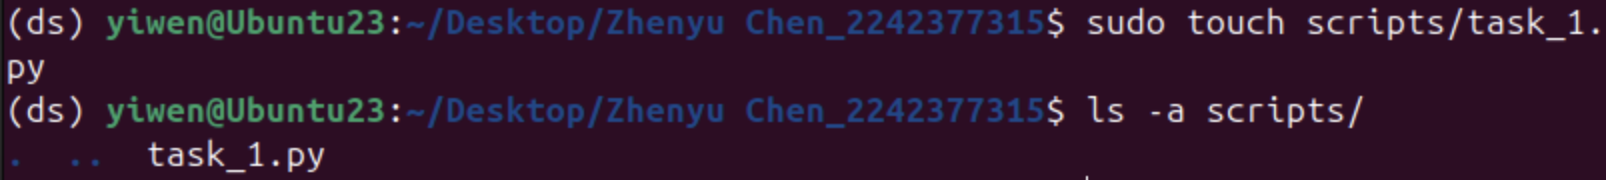 (ds) yiwen@Ubuntu23:~/Desktop/Zhenyu Chen_2242377315$ sudo touch scripts/task_1.
py
(ds) yiwen@Ubuntu23:~/Desktop/Zhenyu Chen_2242377315$ ls -a scripts/
.  ..  task_1.py